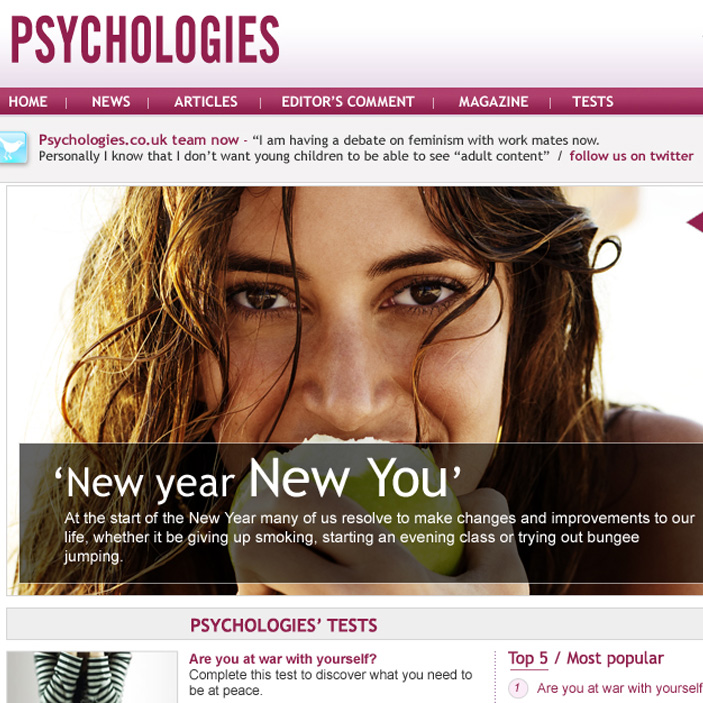 PSYCHOLOGIES
HOME | NEWS | ARTICLES | EDITOR'S COMMENT | MAGAZINE | TESTS
Psychologies.co.uk team now - “I am having a debate on feminism with work mates now.
Personally I know that I don’t want young children to be able to see “adult content” / follow us on twitter
‘New year New You’
At the start of the New Year many of us resolve to make changes and improvements to our
life, whether it be giving up smoking, starting an evening class or trying out bungee
jumping.
PSYCHOLOGIES’ TESTS
Are you at war with yourself?
Complete this test to discover what you need to
be at peace.
Top 5 / Most popular
1 Are you at war with yourself